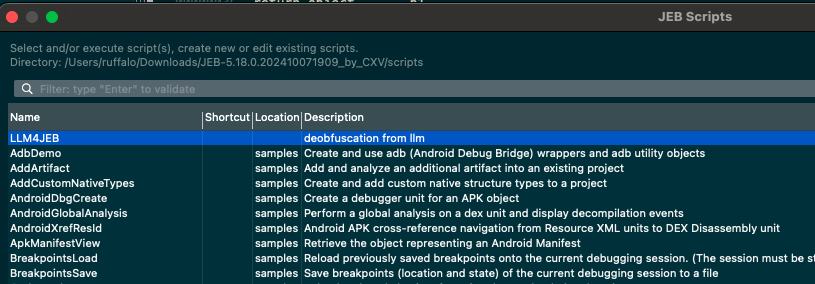 JEB Scripts
Select and/or execute script(s), create new or edit existing scripts.
Directory: /Users/ruffalo/Downloads/JEB-5.18.0.202410071909_by_CXV/scripts
Filter: type "Enter" to validate
Name Shortcut Location Description
LLM4JEB deobfuscation from llm
AdbDemo samples Create and use adb (Android Debug Bridge) wrappers and adb utility objects
AddArtifact samples Add and analyze an additional artifact into an existing project
AddCustomNativeTypes samples Create and add custom native structure types to a project
AndroidDbgCreate samples Create a debugger unit for an APK object
AndroidGlobalAnalysis samples Perform a global analysis on a dex unit and display decompilation events
AndroidXrefResId samples Android APK cross-reference navigation from Resource XML units to DEX Disassembly unit
ApkManifestView samples Retrieve the object representing an Android Manifest
BreakpointsLoad samples Reload previously saved breakpoints onto the current debugging session. (The session must be st
BreakpointsSave samples Save breakpoints (location and state) of the current debugging session to a file